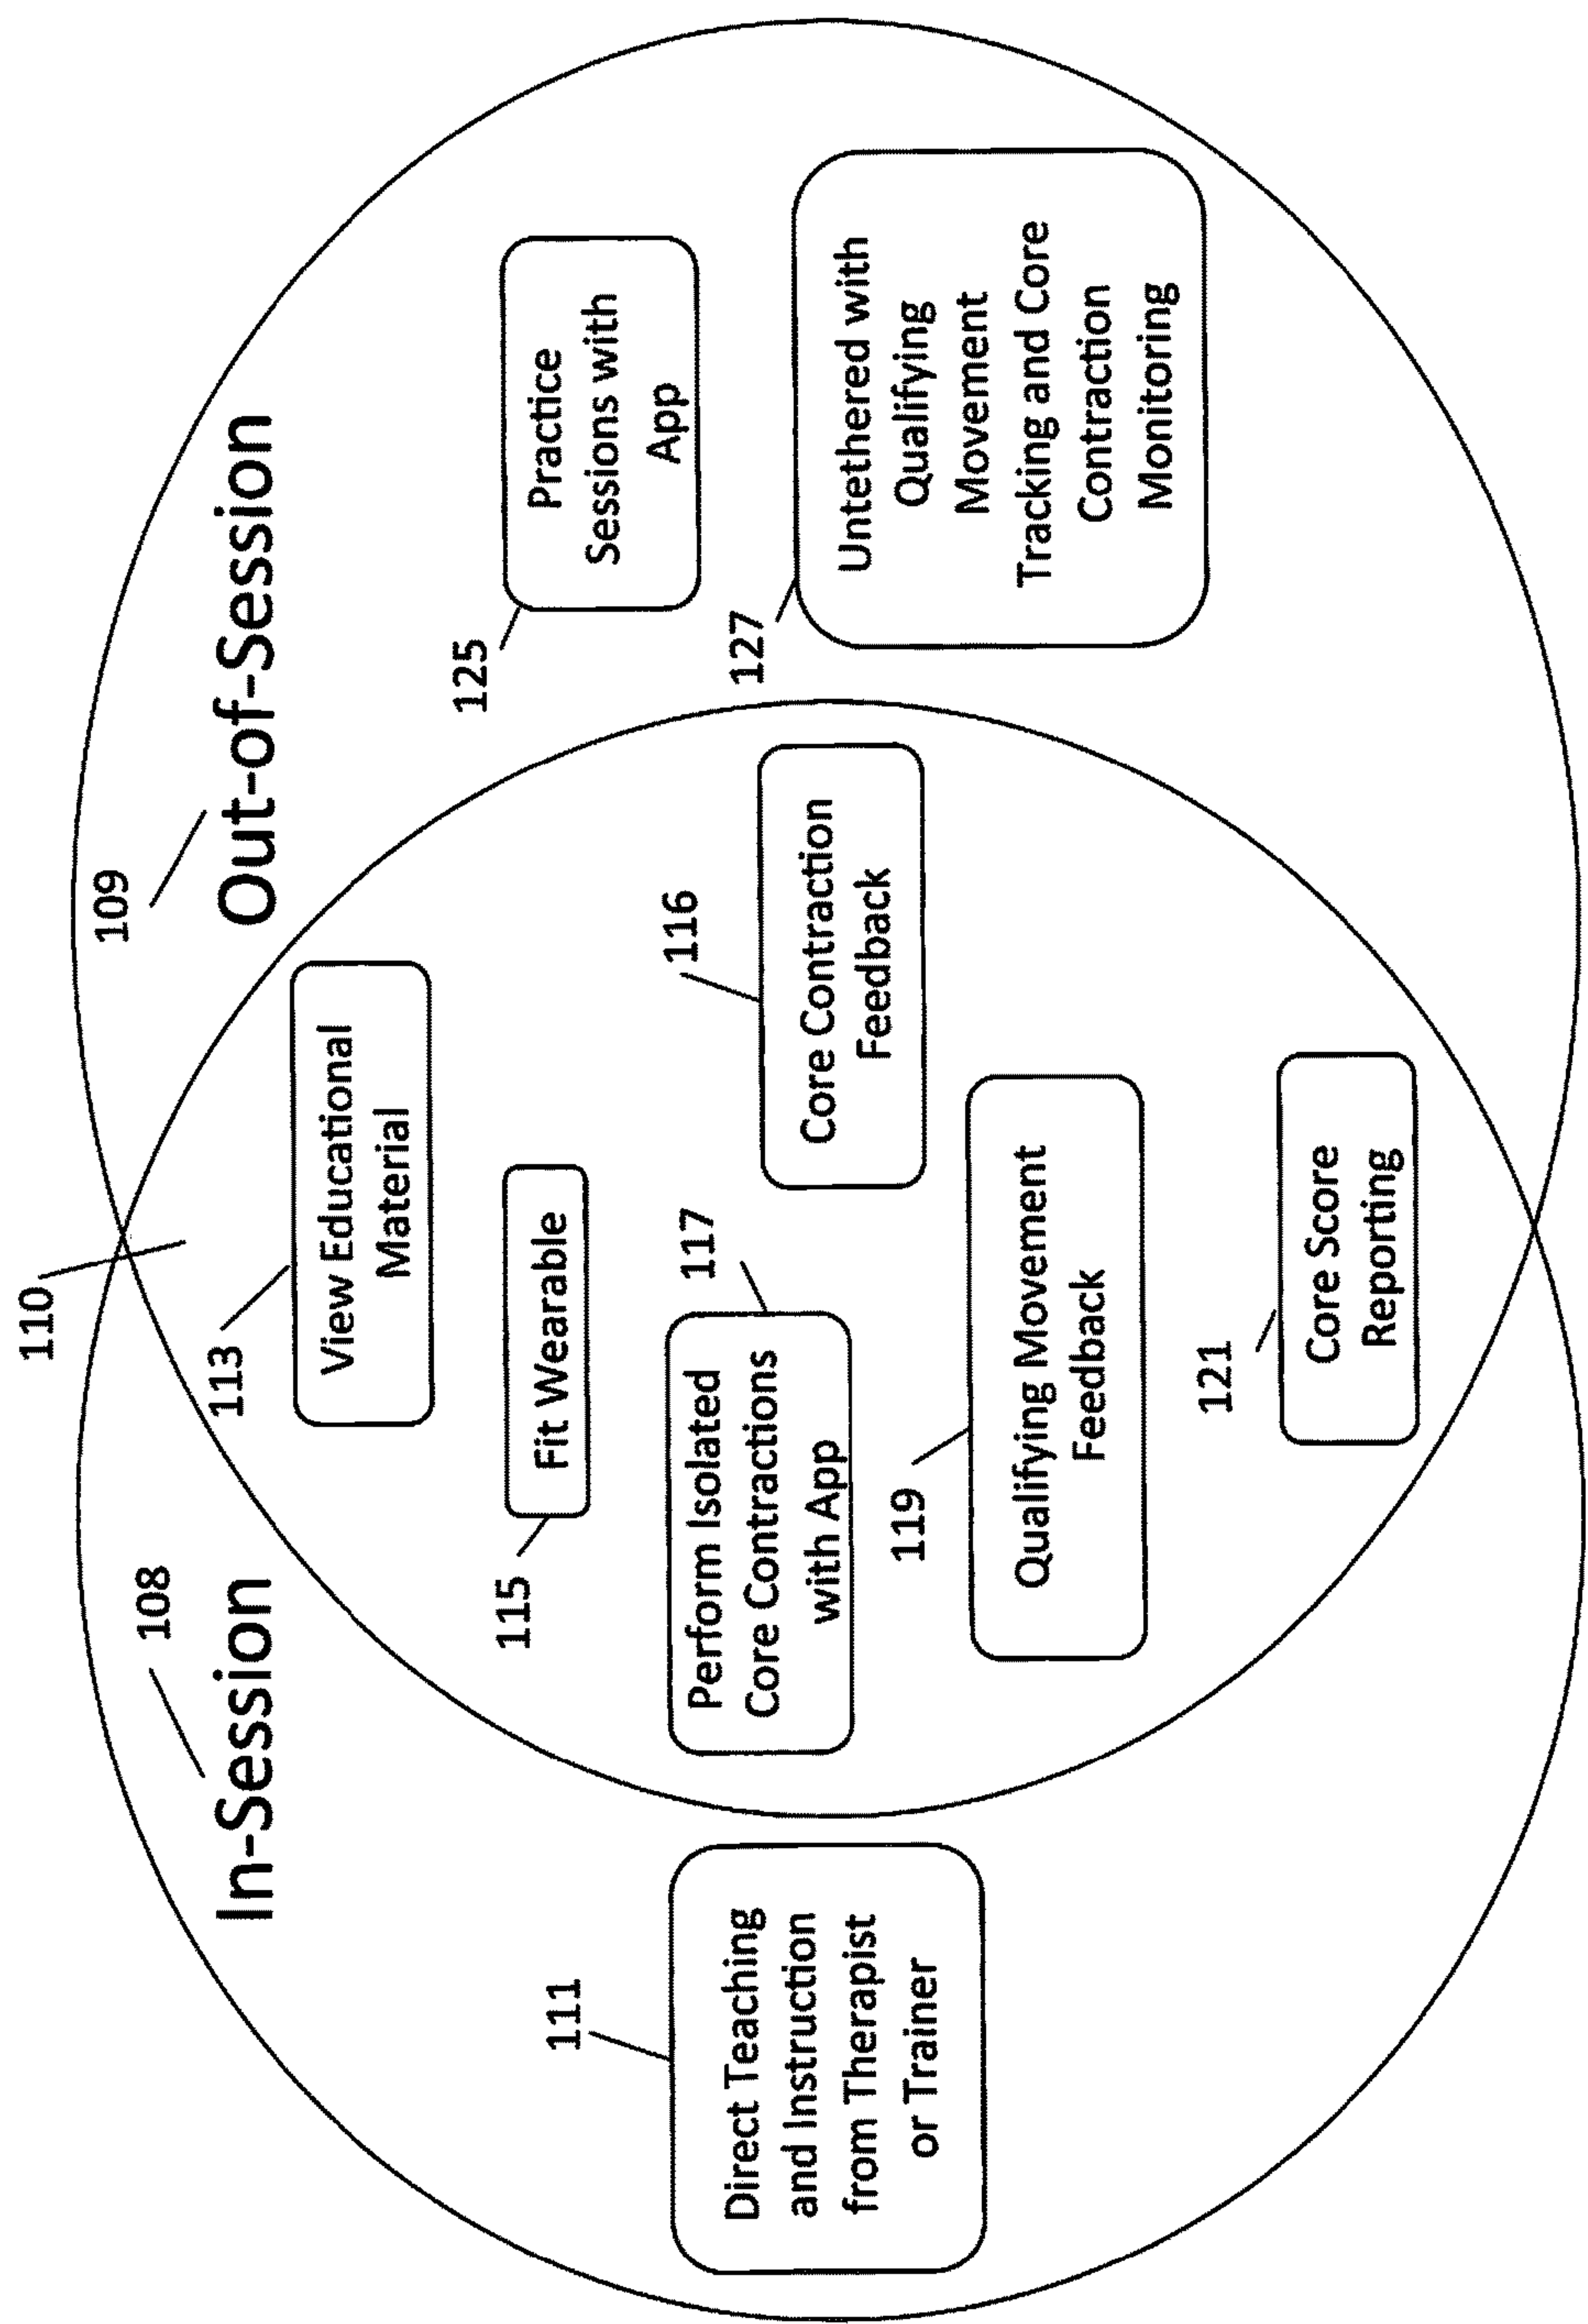 110
108
In-Session
109
Out-of-Session
111
Direct Teaching
and Instruction
from Therapist
or Trainer
113
View Educational
Material
115
Fit Wearable
117
Perform Isolated
Core Contractions
with App
116
Core Contraction
Feedback
119
Qualifying Movement
Feedback
121
Core Score
Reporting
125
Practice
Sessions with
App
127
Untethered with
Qualifying
Movement
Tracking and Core
Contraction
Monitoring